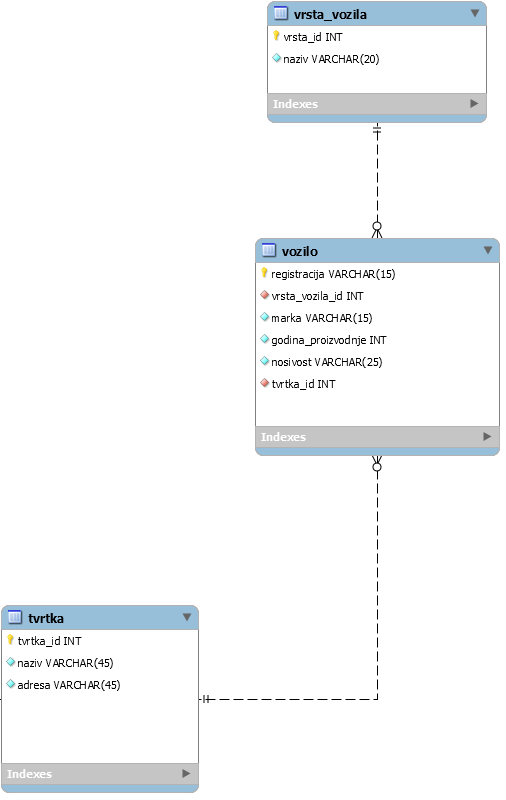 vrsta_vozila
vrsta_id INT
naziv VARCHAR(20)
Indexes
vozilo
registracija VARCHAR(15)
vrsta_vozila_id INT
marka VARCHAR(15)
godina_proizvodnje INT
nosivost VARCHAR(25)
tvrtka_id INT
Indexes
tvrtka
tvrtka_id INT
naziv VARCHAR(45)
adresa VARCHAR(45)
Indexes